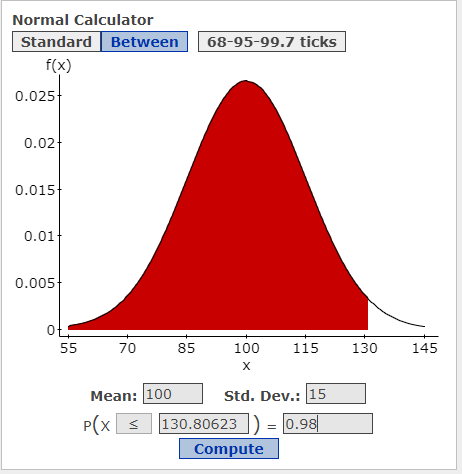 Normal Calculator
Standard Between 68-95-99.7 ticks
f(x)
0.025
0.02
0.015
0.01
0.005
0
55 70 85 100 115 130 145
x
Mean: 100 Std. Dev.: 15
P(X ≤ 130.80623 ) = 0.98
Compute